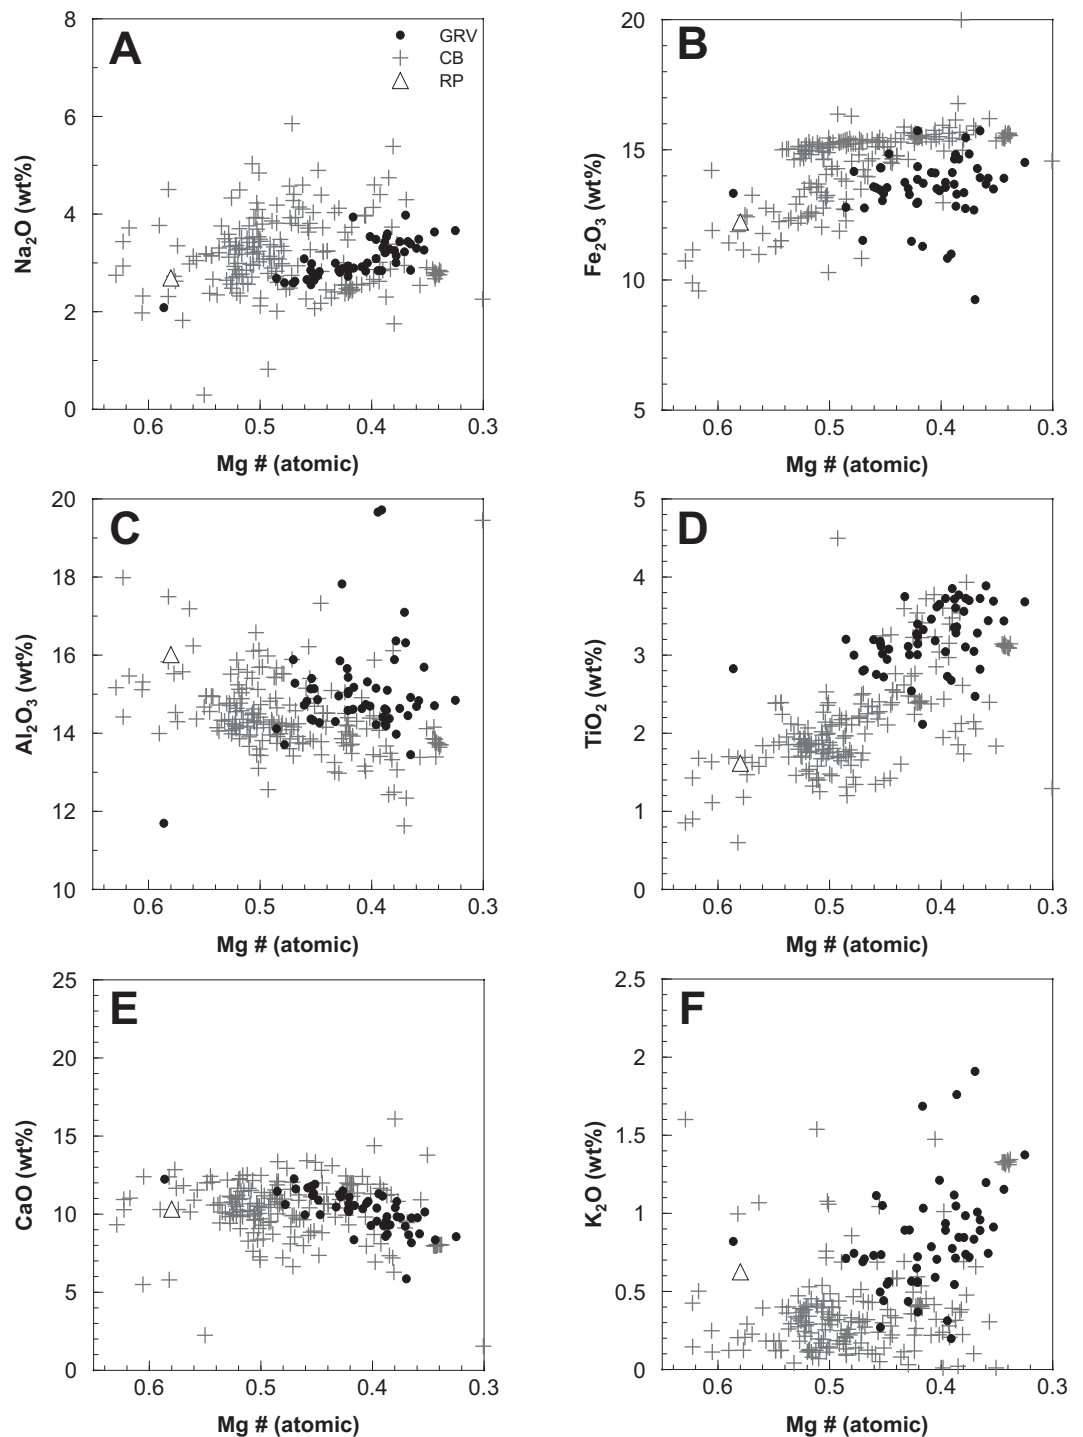 A
GRV
CB
RP
8
6
4
2
0
0.6 0.5 0.4 0.3
Na2O (wt%)
Mg # (atomic)
B
20
15
10
5
0.6 0.5 0.4 0.3
Fe2O3 (wt%)
Mg # (atomic)
C
20
18
16
14
12
10
0.6 0.5 0.4 0.3
Al2O3 (wt%)
Mg # (atomic)
D
5
4
3
2
1
0
0.6 0.5 0.4 0.3
TiO2 (wt%)
Mg # (atomic)
E
25
20
15
10
5
0
0.6 0.5 0.4 0.3
CaO (wt%)
Mg # (atomic)
F
2.5
2
1.5
1
0.5
0
0.6 0.5 0.4 0.3
K2O (wt%)
Mg # (atomic)